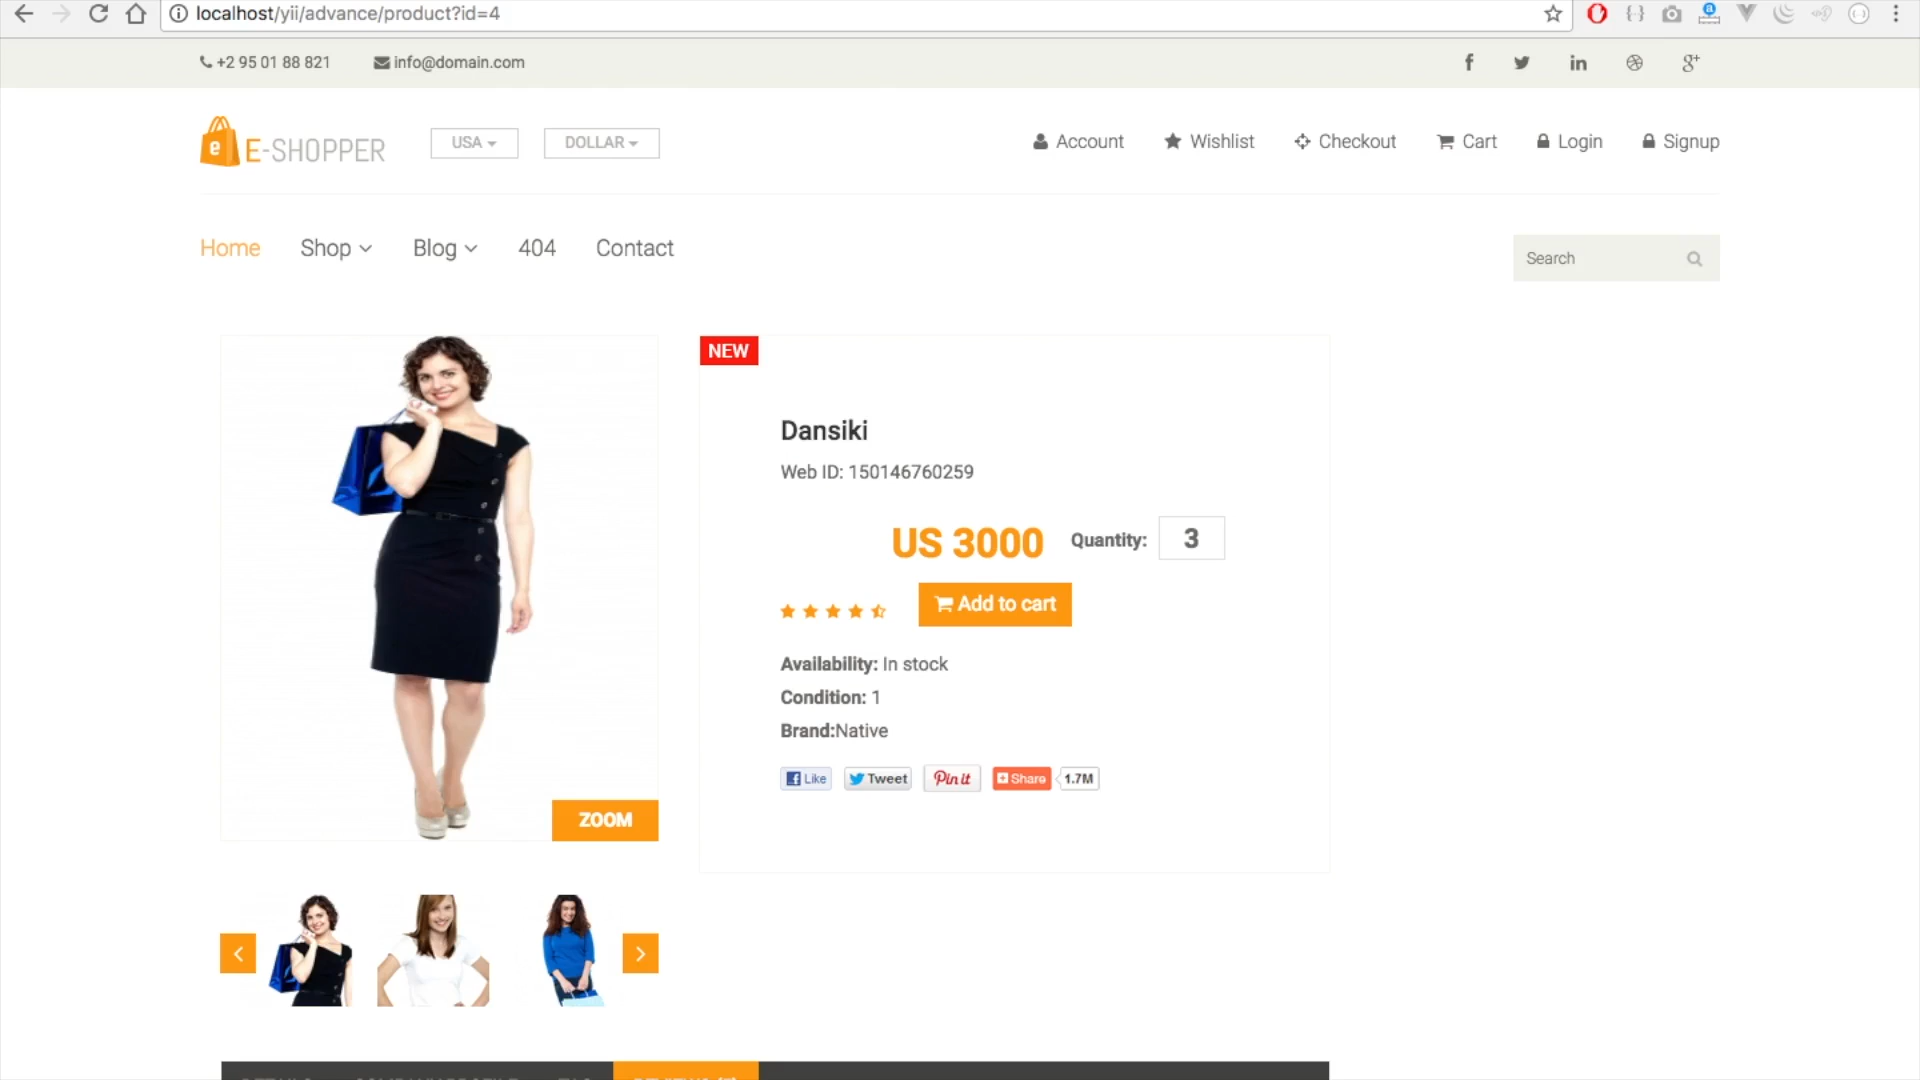 localhost/yii/advance/product?id=4
+2 95 01 88 821 info@domain.com
e E-SHOPPER USA DOLLAR Account Wishlist Checkout Cart Login Signup
Home Shop Blog 404 Contact Search
NEW
Dansiki
Web ID: 150146760259
US 3000 Quantity: 3
Add to cart
Availability: In stock
Condition: 1
Brand:Native
Like Tweet Pin it Share 1.7M
ZOOM